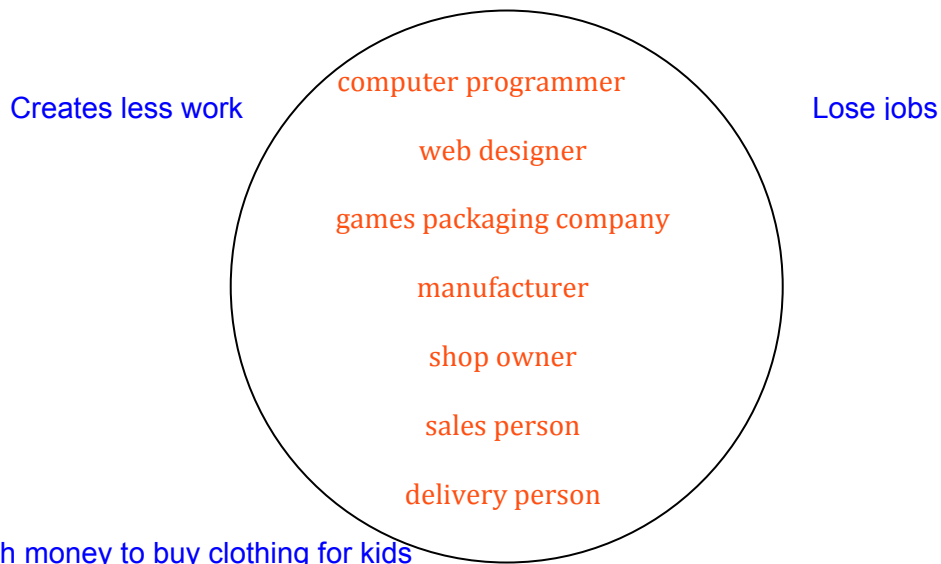 computer programmer
Creates less work
Lose jobs
web designer
games packaging company
manufacturer
shop owner
sales person
delivery person
money to buy clothing for kids